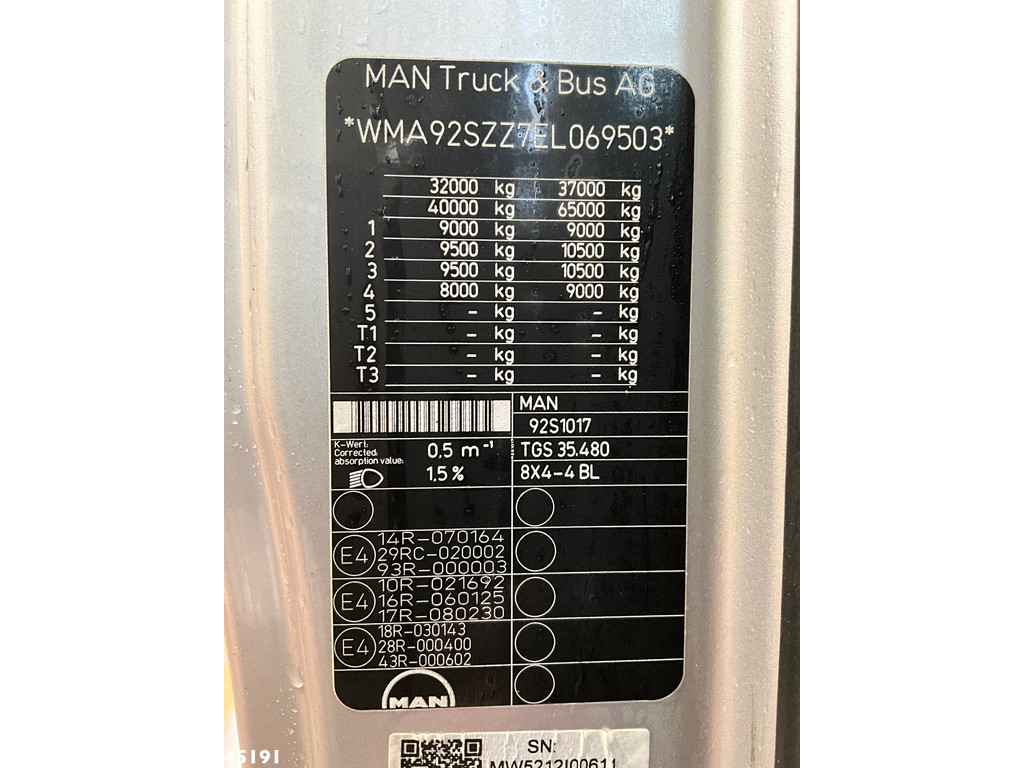 MAN Truck & Bus AG
*WMA92SZZ7EL069503*
32000 kg 37000 kg
40000 kg 65000 kg
1 9000 kg 9000 kg
2 9500 kg 10500 kg
3 9500 kg 10500 kg
4 8000 kg 9000 kg
5 - kg - kg
T1 - kg - kg
T2 - kg - kg
T3 - kg - kg
MAN
92S1017
K-Wert:
Corrected
absorption value:
0,5 m⁻¹
TGS 35.480
1,5 %
8X4-4 BL
E4
14R-070164
29RC-020002
93R-000003
E4
10R-021692
16R-060125
17R-080230
E4
18R-030143
28R-000400
43R-000602
MAN
SN:
MW5212I00611
45191